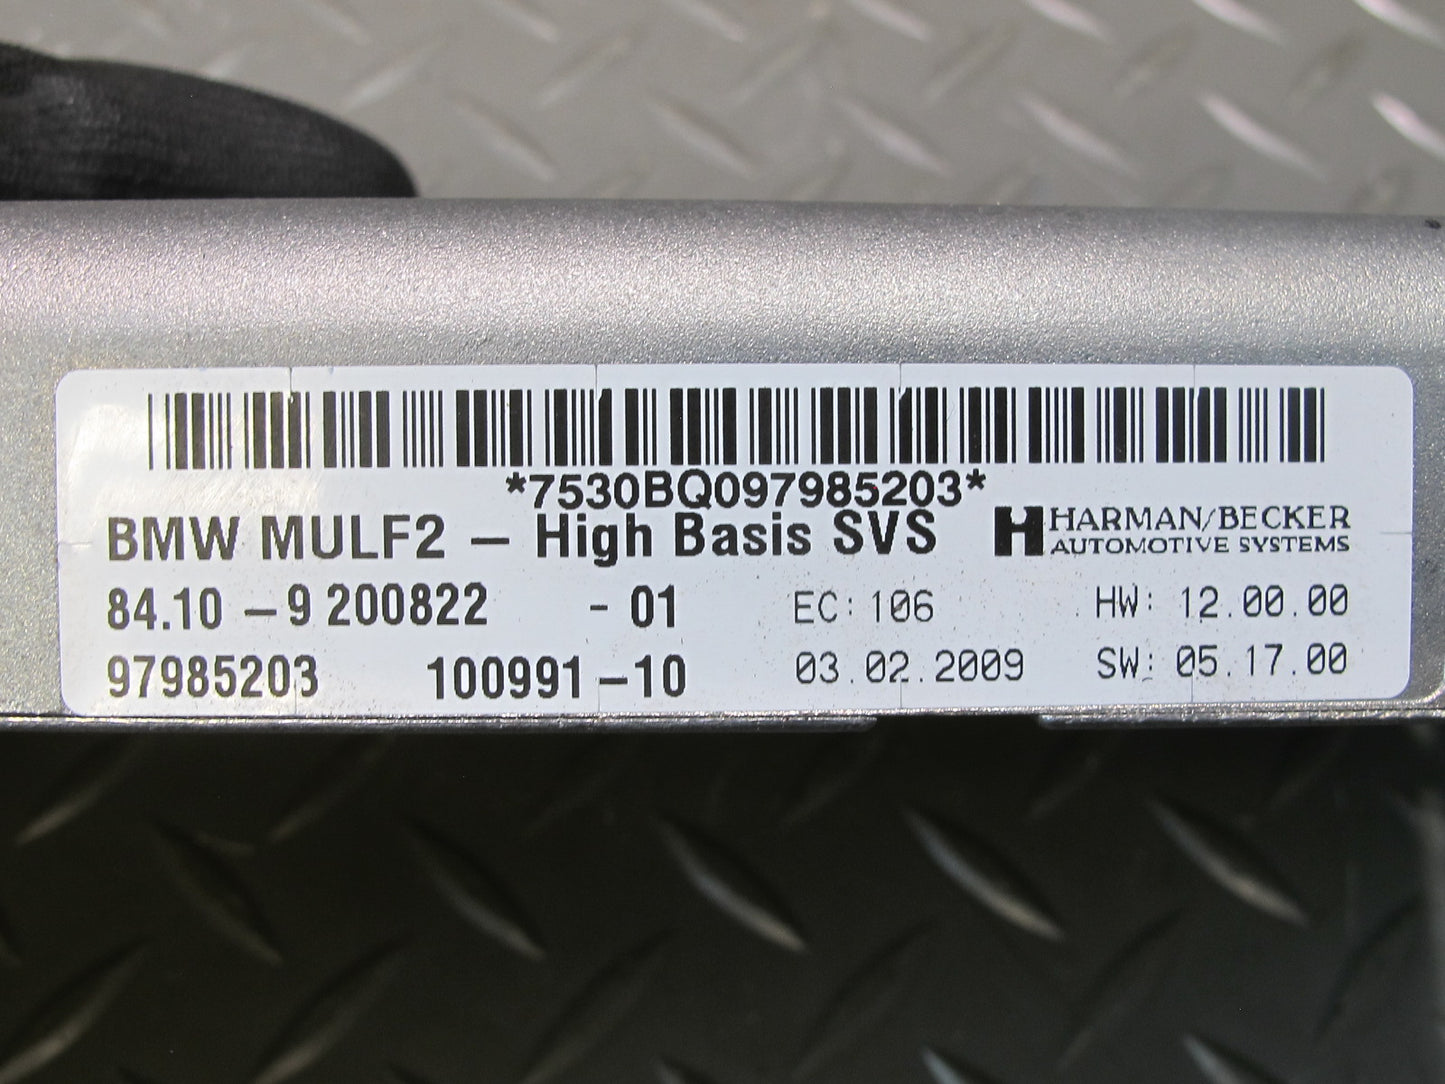 *7530BQ097985203*
BMW MULF2 – High Basis SVS
HARMAN/BECKER
AUTOMOTIVE SYSTEMS
84.10 – 9 200822 - 01 EC: 106 HW: 12.00.00
97985203 100991 – 10 03.02.2009 SW: 05.17.00